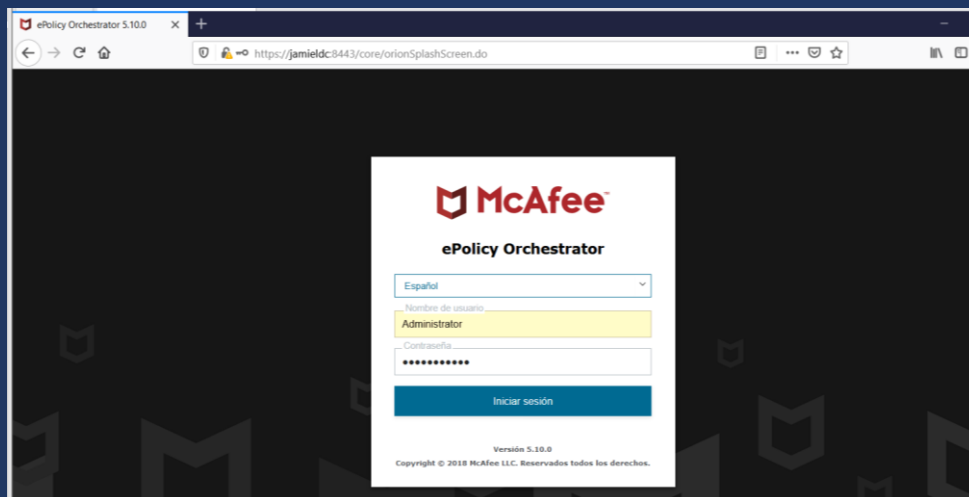 ePolicy Orchestrator 5.10.0
https://jamieldc:8443/core/orionSplashScreen.do
McAfee™
ePolicy Orchestrator
Español
Nombre de usuario
Administrator
Contraseña
Iniciar sesión
Versión 5.10.0
Copyright © 2018 McAfee LLC. Reservados todos los derechos.